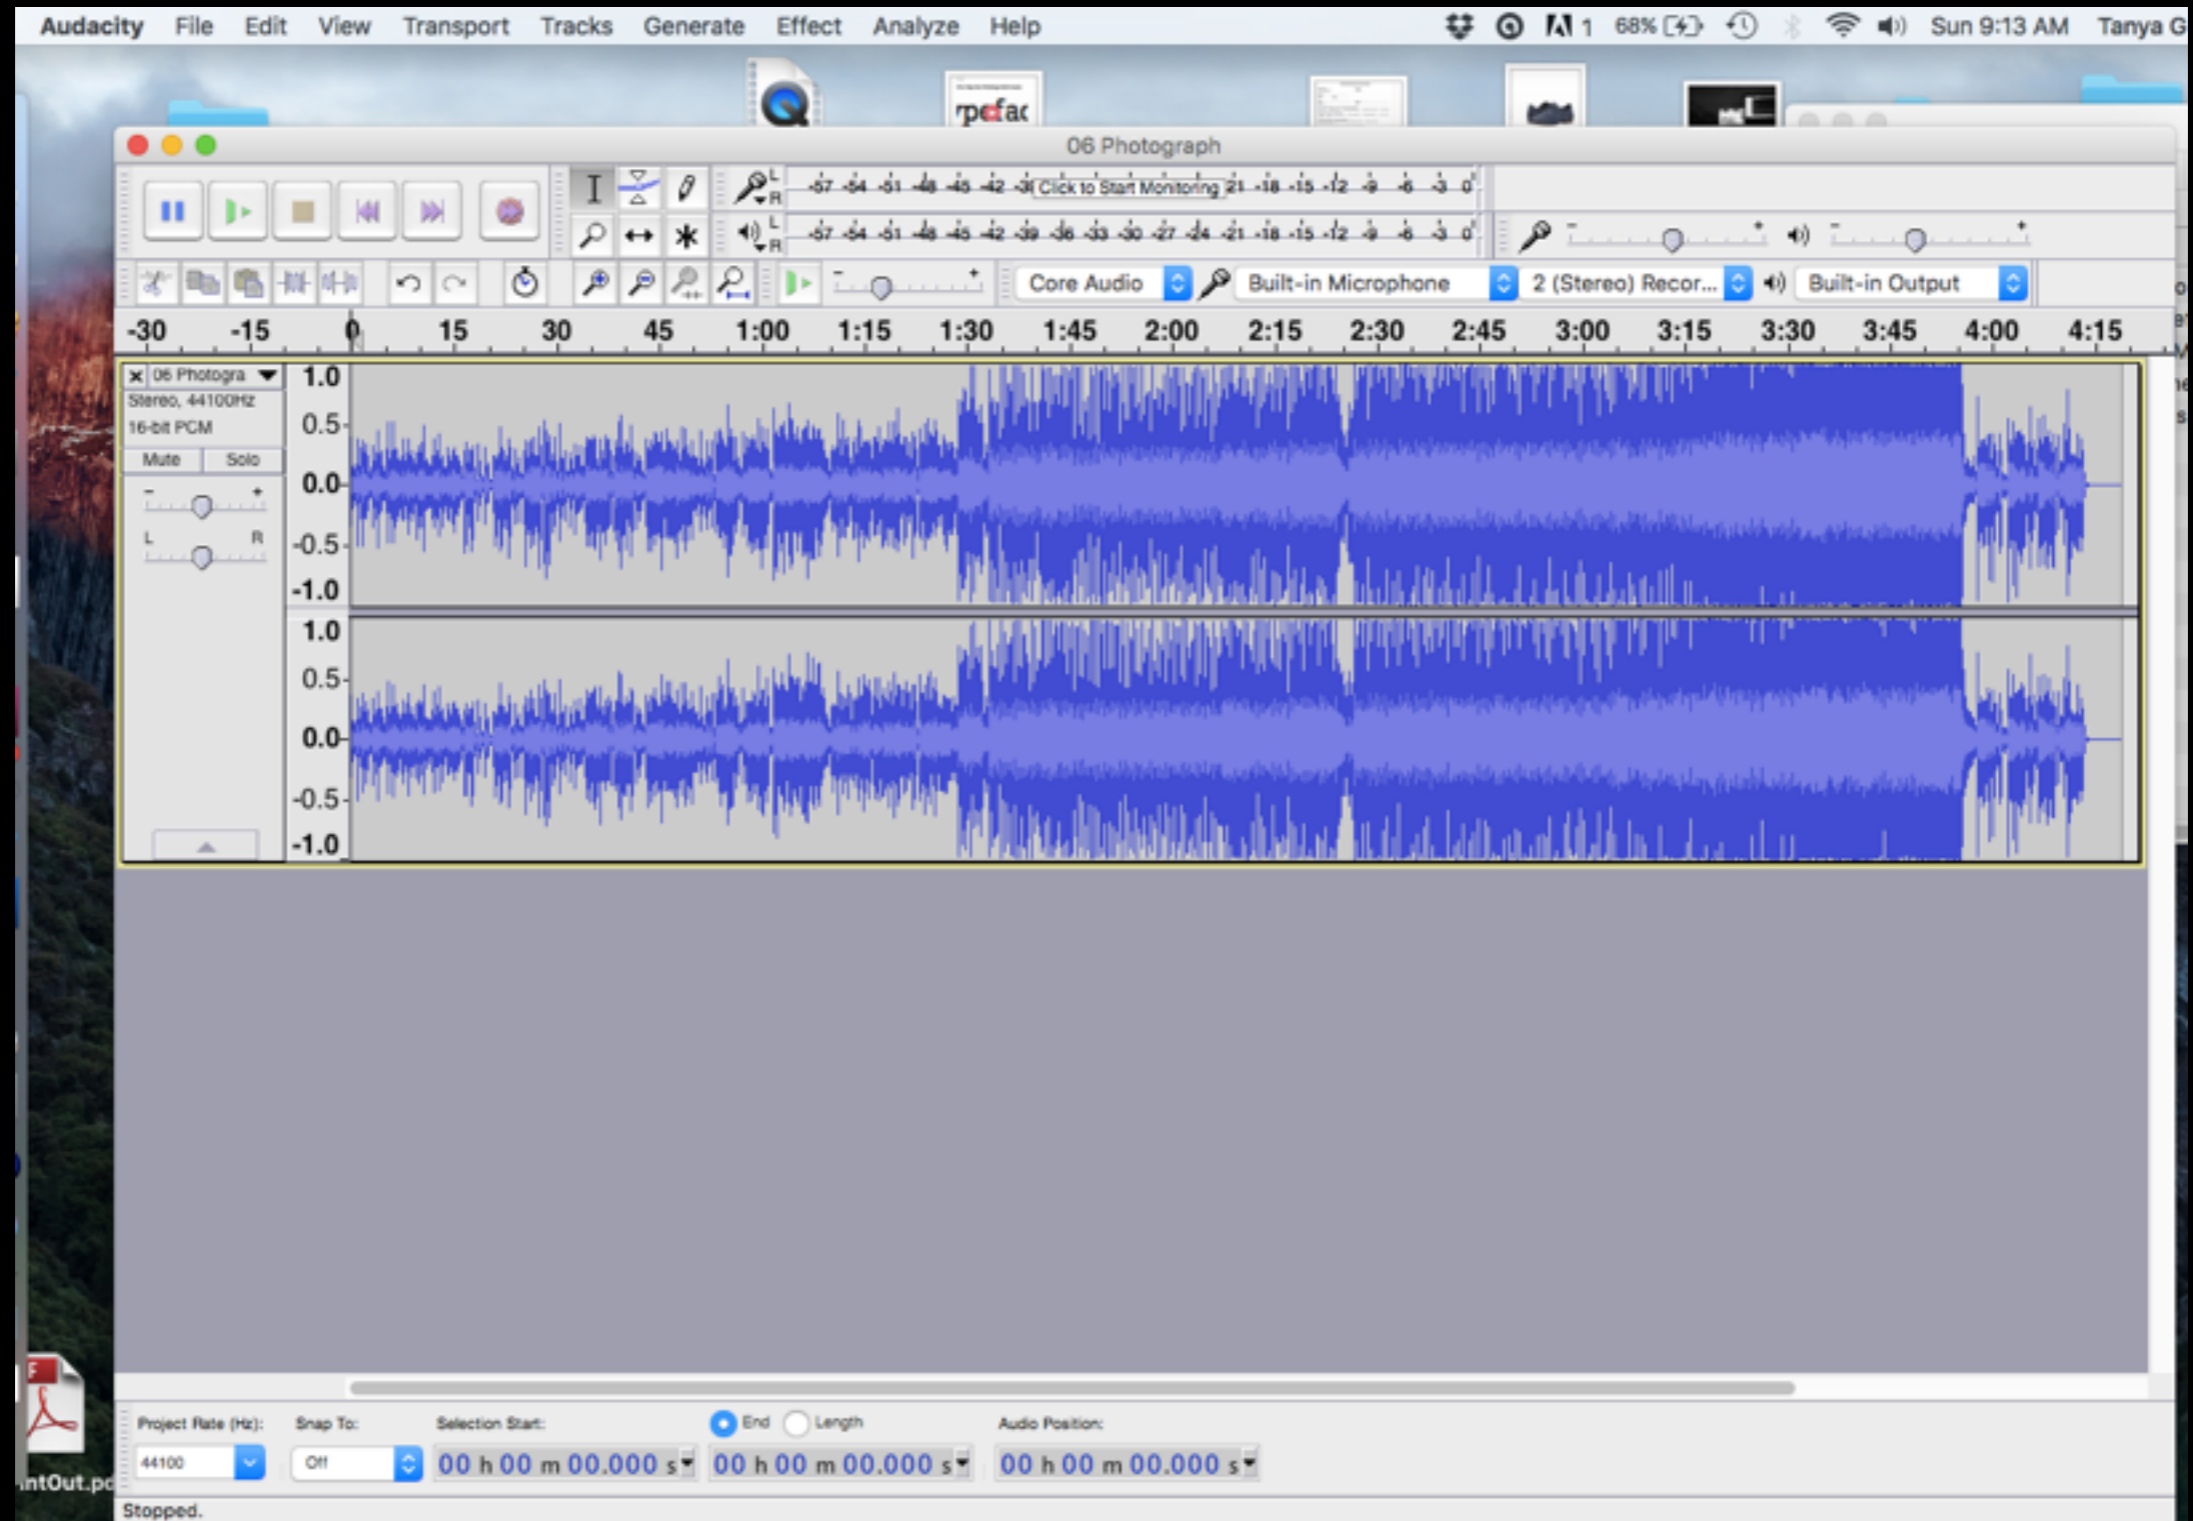 Audacity File Edit View Transport Tracks Generate Effect Analyze Help 1 68% Sun 9:13 AM Tanya G
06 Photograph
L
R
-57 -54 -51 -48 -45 -42 Click to Start Monitoring 21 -18 -15 -12 -9 -6 -3 0
L
R
-57 -54 -51 -48 -45 -42 -39 -36 -33 -30 -27 -24 -21 -18 -15 -12 -9 -6 -3 0
Core Audio Built-in Microphone 2 (Stereo) Recor... Built-in Output
-30 -15 0 15 30 45 1:00 1:15 1:30 1:45 2:00 2:15 2:30 2:45 3:00 3:15 3:30 3:45 4:00 4:15
x 06 Photogra
Stereo, 44100Hz
16-bit PCM
Mute Solo
- +
L R
1.0
0.5
0.0
-0.5
-1.0
1.0
0.5
0.0
-0.5
-1.0
Project Rate (Hz): Snap To: Selection Start: End Length Audio Position:
44100 Off 00 h 00 m 00.000 s 00 h 00 m 00.000 s 00 h 00 m 00.000 s
Stopped.
intOut.pd